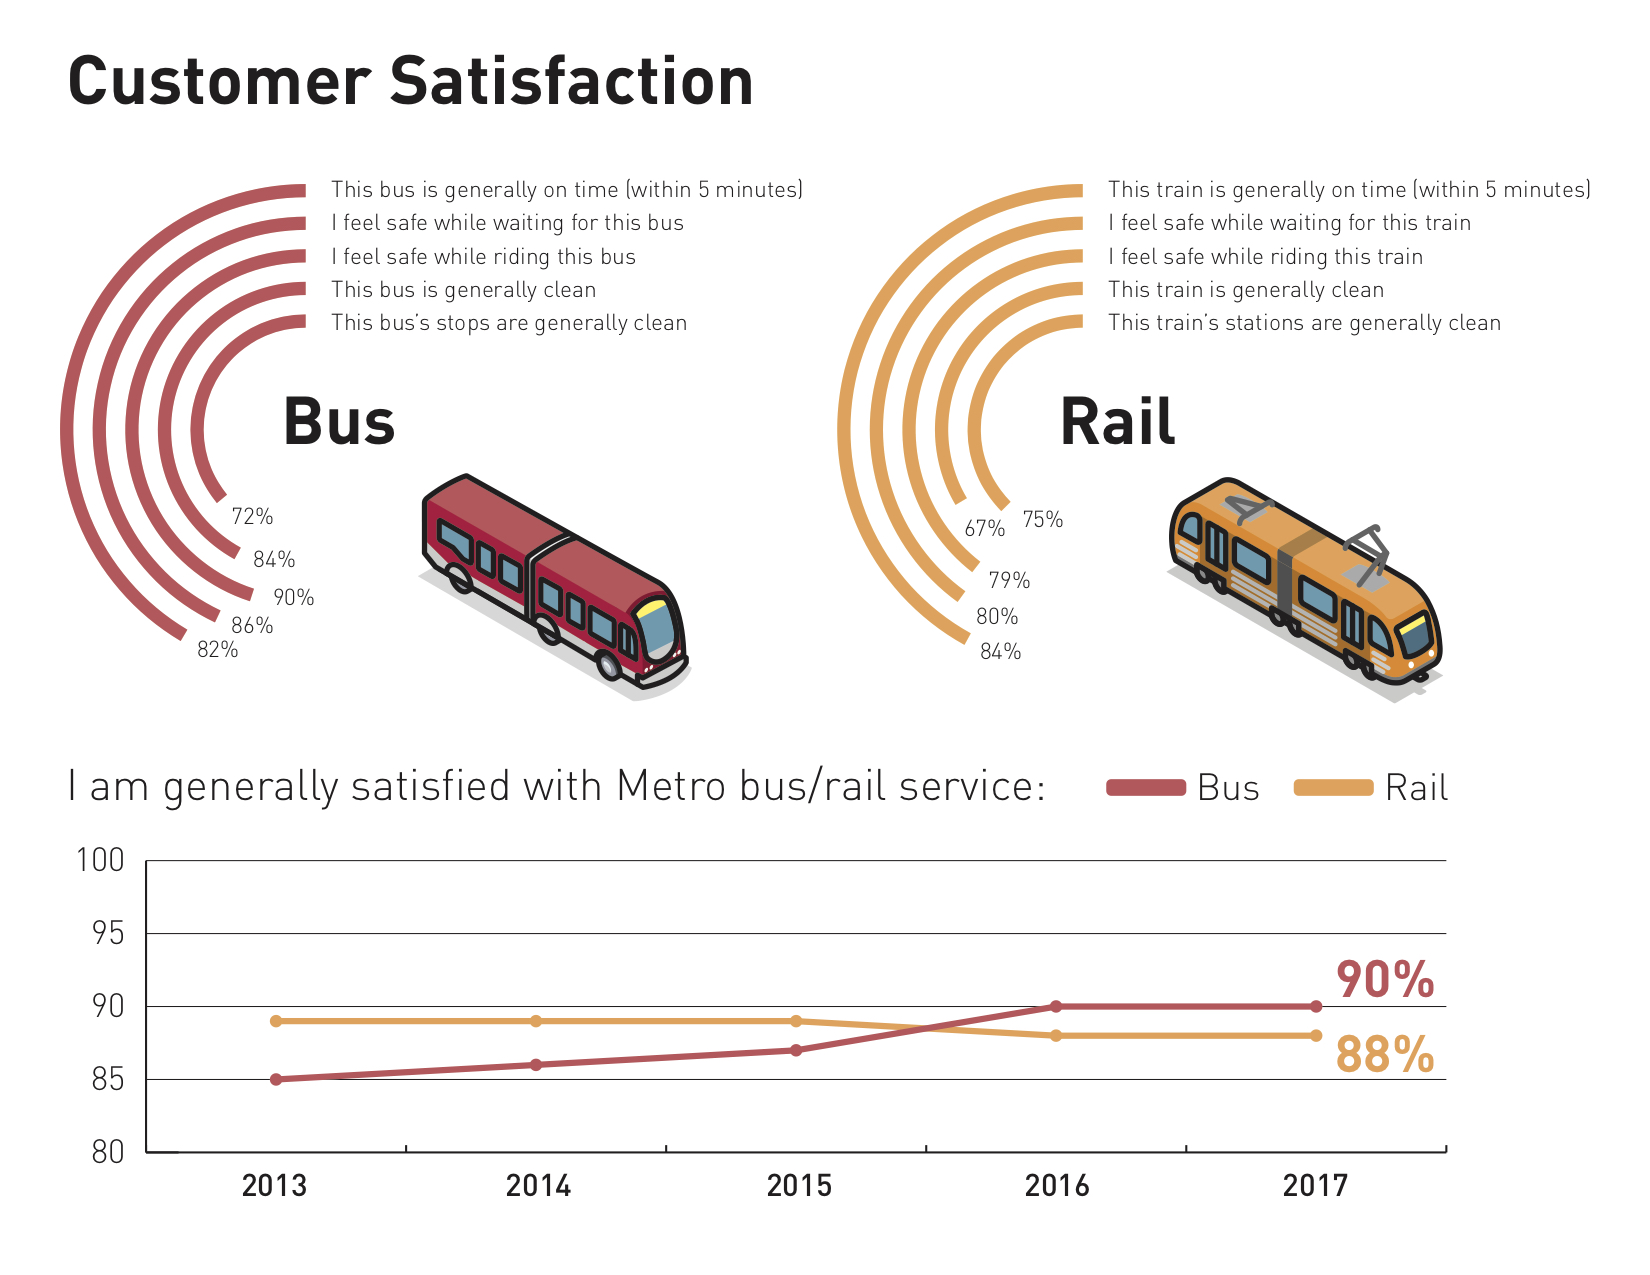 Customer Satisfaction
This bus is generally on time (within 5 minutes)
I feel safe while waiting for this bus
I feel safe while riding this bus
This bus is generally clean
This bus’s stops are generally clean
Bus
72%
84%
90%
86%
82%
This train is generally on time (within 5 minutes)
I feel safe while waiting for this train
I feel safe while riding this train
This train is generally clean
This train’s stations are generally clean
Rail
75%
67%
79%
80%
84%
I am generally satisfied with Metro bus/rail service:
Bus
Rail
100
95
90
85
80
90%
88%
2013
2014
2015
2016
2017